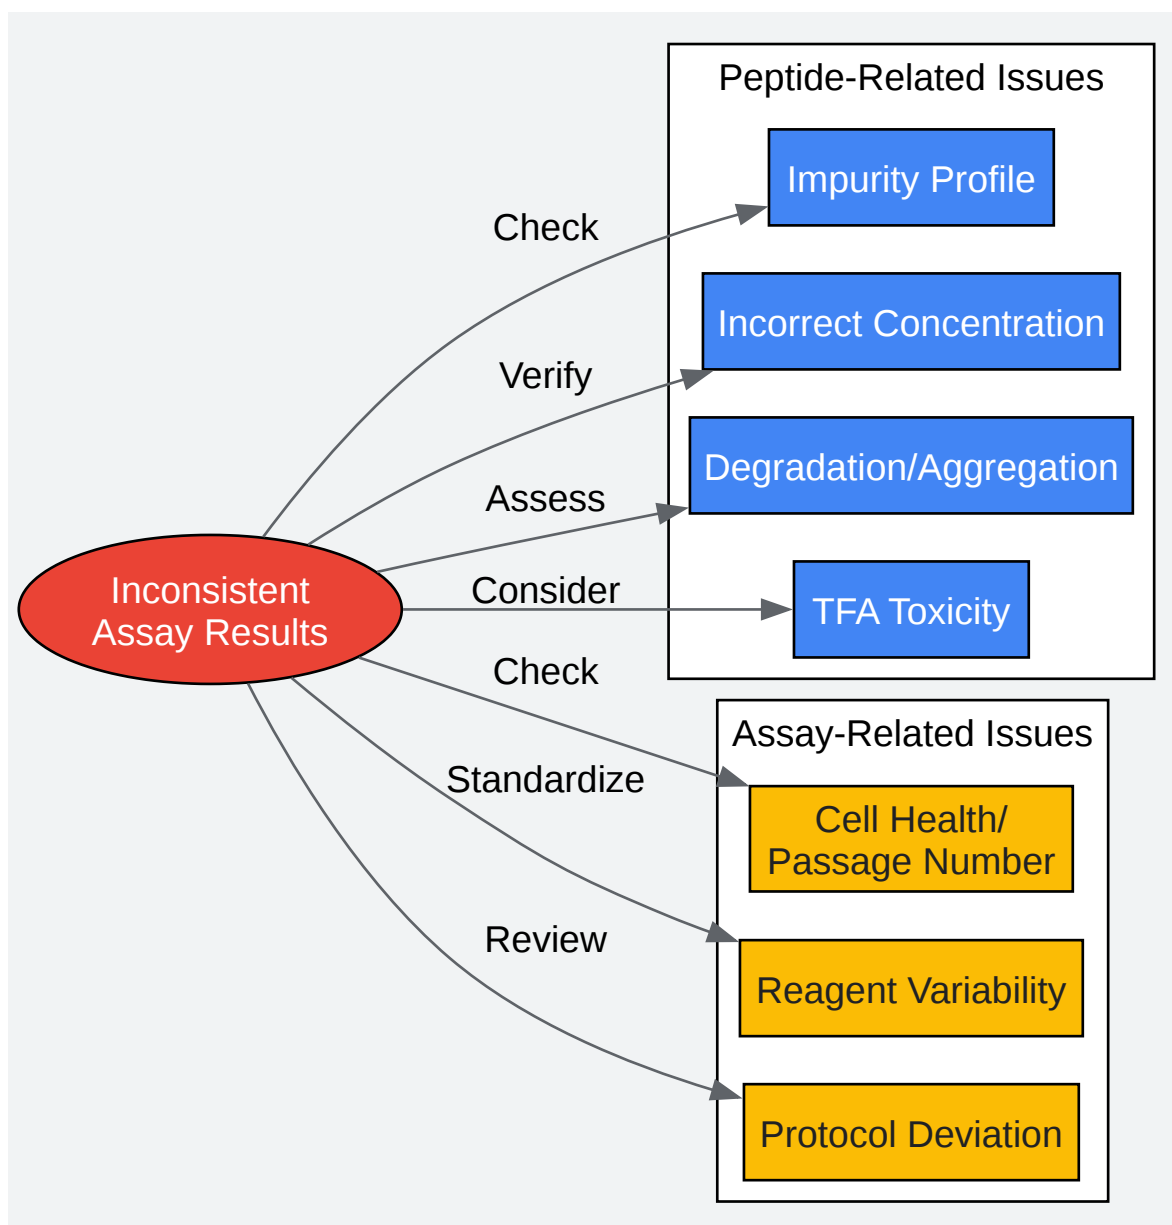 Peptide-Related Issues
Impurity Profile
Check
Incorrect Concentration
Verify
Degradation/Aggregation
Assess
Inconsistent
Assay Results
Consider
TFA Toxicity
Check
Assay-Related Issues
Standardize
Cell Health/
Passage Number
Review
Reagent Variability
Protocol Deviation